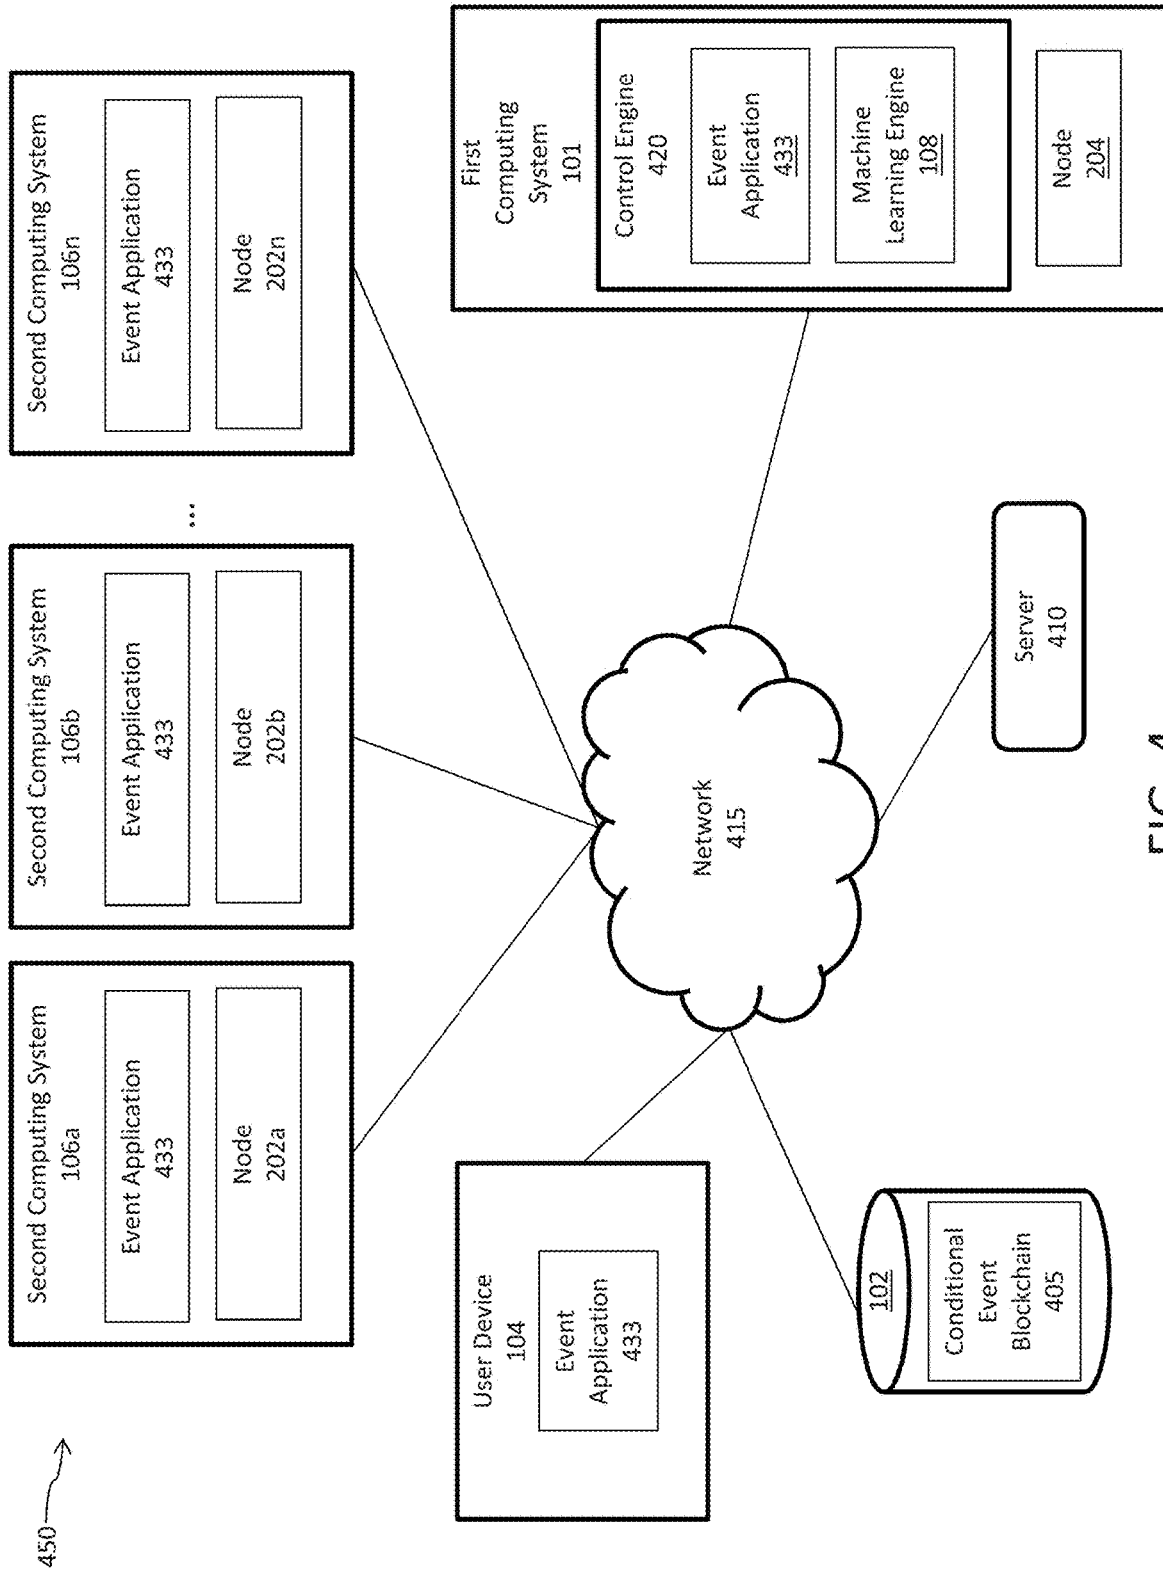 450
Second Computing System
106a
Event Application
433
Node
202a
Second Computing System
106b
Event Application
433
Node
202b
...
Second Computing System
106n
Event Application
433
Node
202n
User Device
104
Event
Application
433
Network
415
First
Computing
System
101
Control Engine
420
Event
Application
433
Machine
Learning Engine
108
Node
204
102
Conditional
Event
Blockchain
405
Server
410
FIG. 4